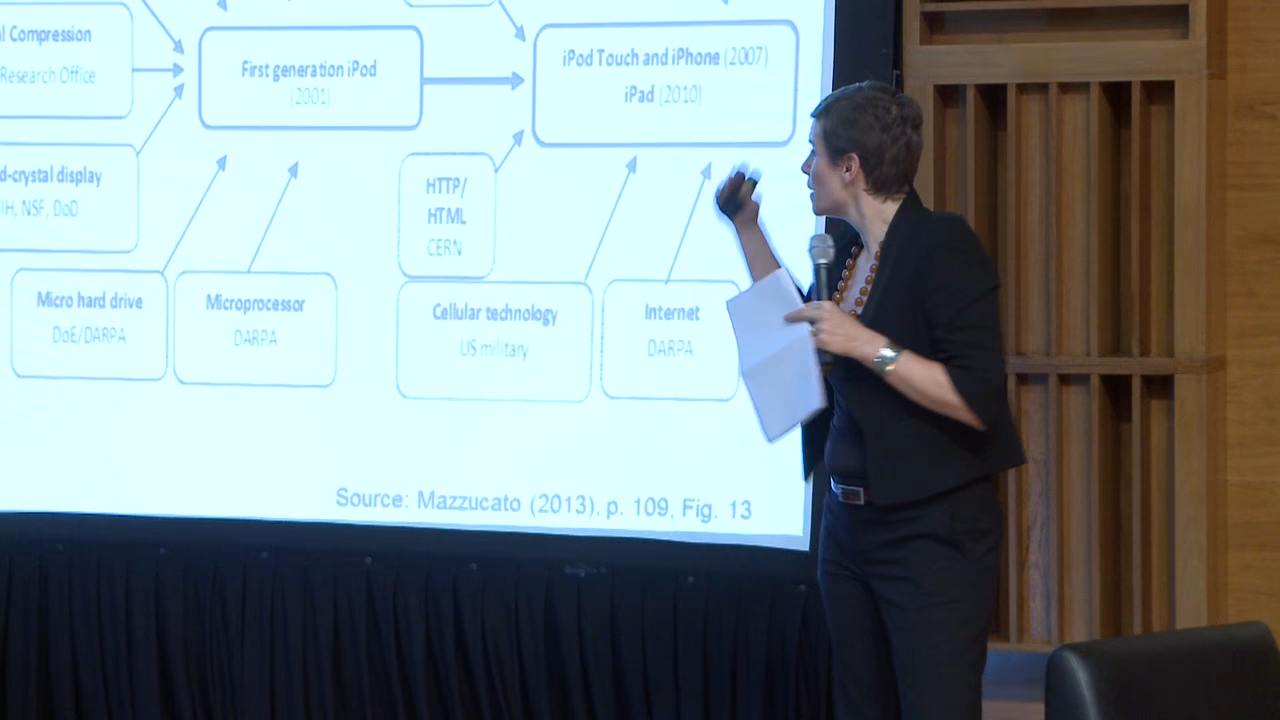 l Compression
Research Office
First generation iPod
(2001)
iPod Touch and iPhone (2007)
iPad (2010)
d-crystal display
IH, NSF, DoD
HTTP/
HTML
CERN
Micro hard drive
DoE/DARPA
Microprocessor
DARPA
Cellular technology
US military
Internet
DARPA
Source: Mazzucato (2013), p. 109, Fig. 13